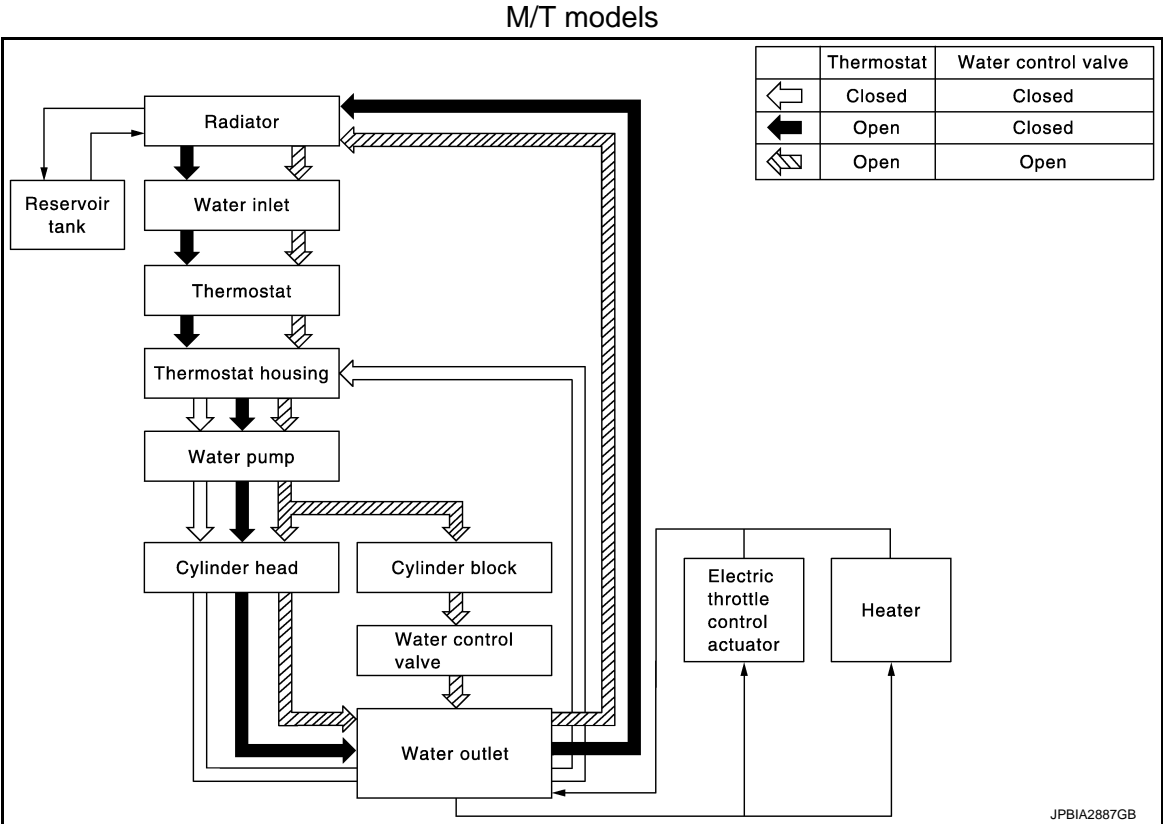 M/T models
Thermostat Water control valve
Closed Closed
Open Closed
Open Open
Radiator
Reservoir
tank
Water inlet
Thermostat
Thermostat housing
Water pump
Cylinder head
Cylinder block
Water control
valve
Water outlet
Electric
throttle
control
actuator
Heater
JPBIA2887GB